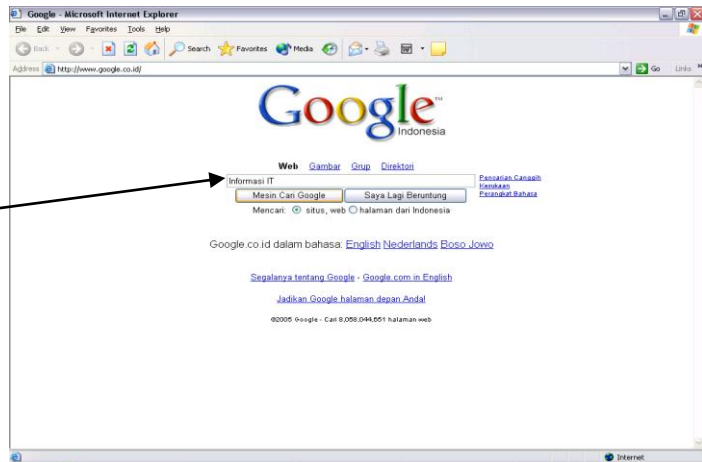 Google - Microsoft Internet Explorer
File Edit View Favorites Tools Help
Back Search Favorites Media
Address http://www.google.co.id/ Go Links »
Google™
Indonesia
Web Gambar Grup Direktori
Informasi IT
Pencarian Canggih
Kesukaan
Perangkat Bahasa
Mesin Cari Google Saya Lagi Beruntung
Mencari: situs, web halaman dari Indonesia
Google.co.id dalam bahasa: English Nederlands Boso Jowo
Segalanya tentang Google - Google.com in English
Jadikan Google halaman depan Anda!
©2005 Google - Cari 8,058,044,651 halaman web
Internet